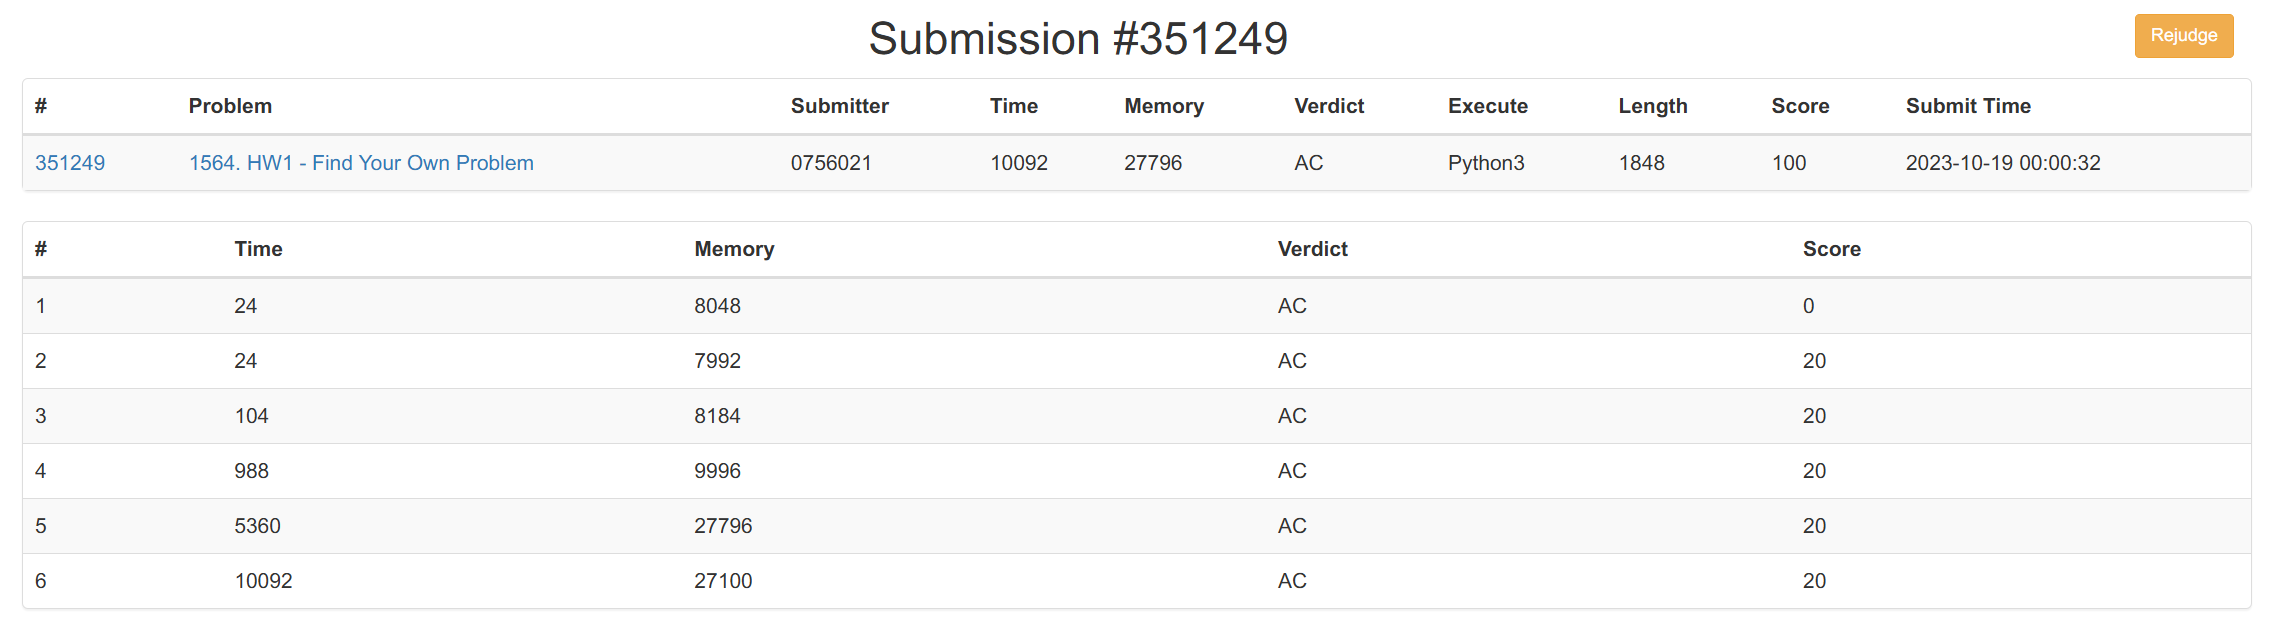 Submission #351249
Rejudge
# Problem Submitter Time Memory Verdict Execute Length Score Submit Time
351249 1564. HW1 - Find Your Own Problem 0756021 10092 27796 AC Python3 1848 100 2023-10-19 00:00:32
# Time Memory Verdict Score
1 24 8048 AC 0
2 24 7992 AC 20
3 104 8184 AC 20
4 988 9996 AC 20
5 5360 27796 AC 20
6 10092 27100 AC 20